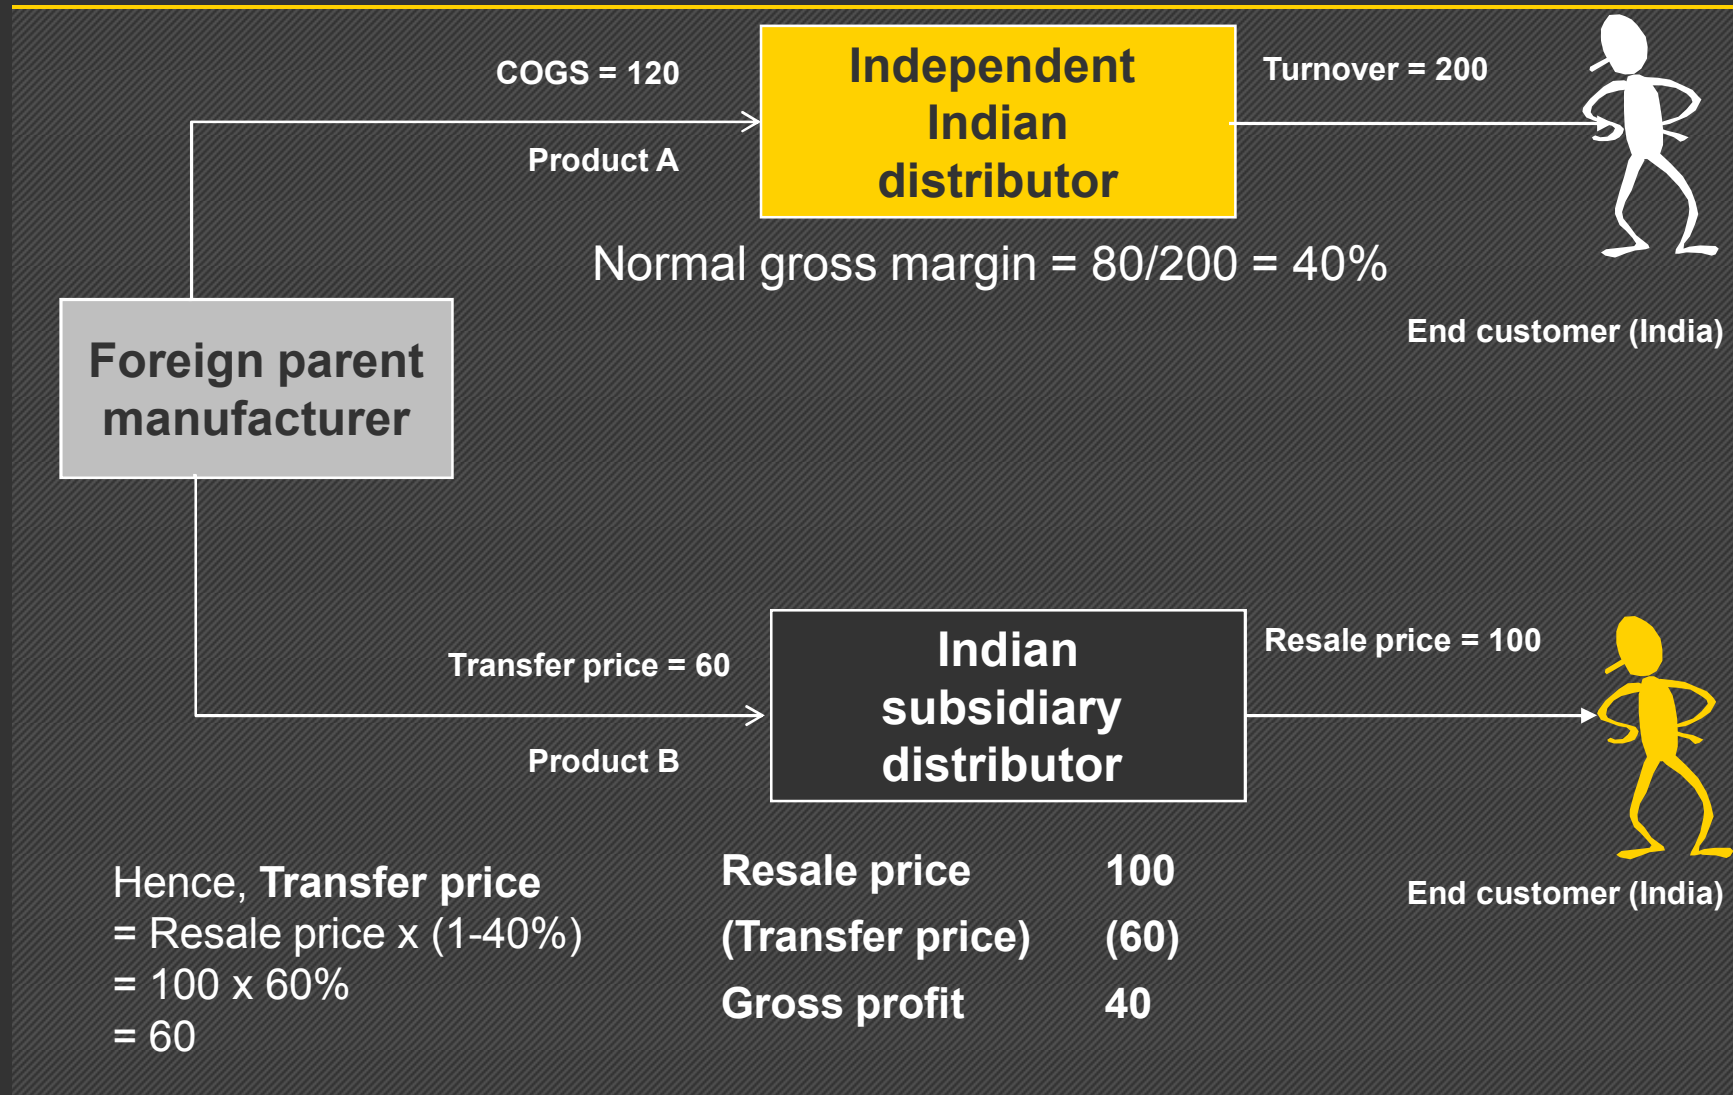 COGS = 120
Independent
Indian
distributor
Turnover = 200
Product A
Normal gross margin = 80/200 = 40%
End customer (India)
Foreign parent
manufacturer
Transfer price = 60
Indian
subsidiary
distributor
Resale price = 100
Product B
End customer (India)
Hence, Transfer price
= Resale price x (1-40%)
= 100 x 60%
= 60
Resale price 100
(Transfer price) (60)
Gross profit 40